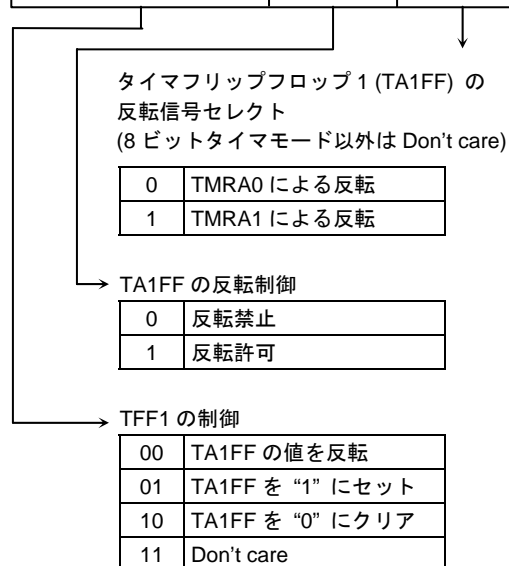 タイマフリップフロップ 1 (TA1FF) の
反転信号セレクト
(8 ビットタイマモード以外は Don't care)
0 TMRA0 による反転
1 TMRA1 による反転
TA1FF の反転制御
0 反転禁止
1 反転許可
TFF1 の制御
00 TA1FF の値を反転
01 TA1FF を “1” にセット
10 TA1FF を “0” にクリア
11 Don't care